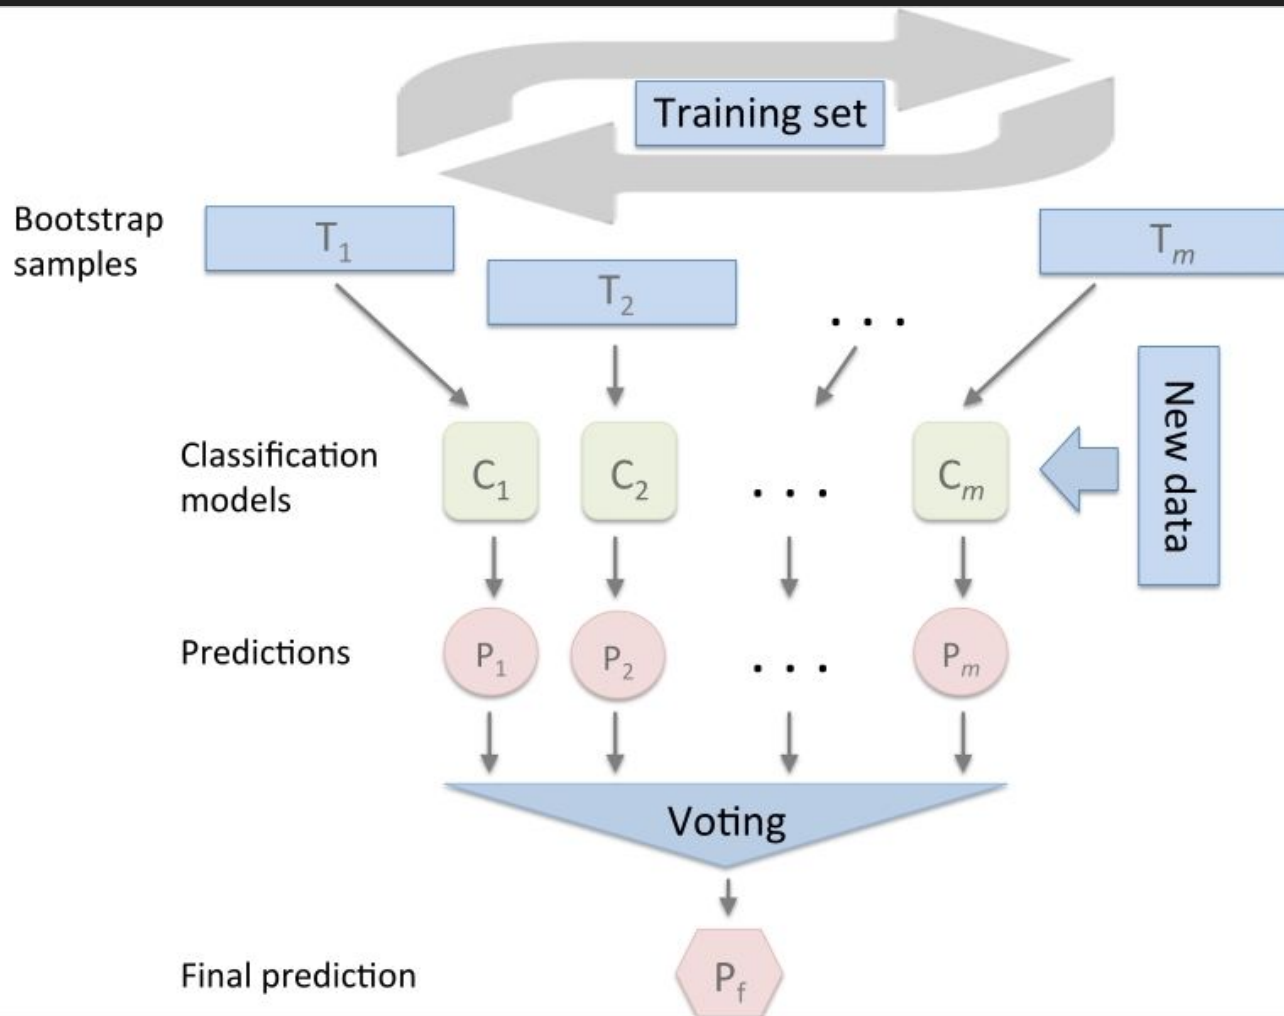 Training set
Bootstrap
samples
T1
T2
. . .
Tm
New data
Classification
models
C1
C2
. . .
Cm
Predictions
P1
P2
. . .
Pm
Voting
Final prediction
Pf